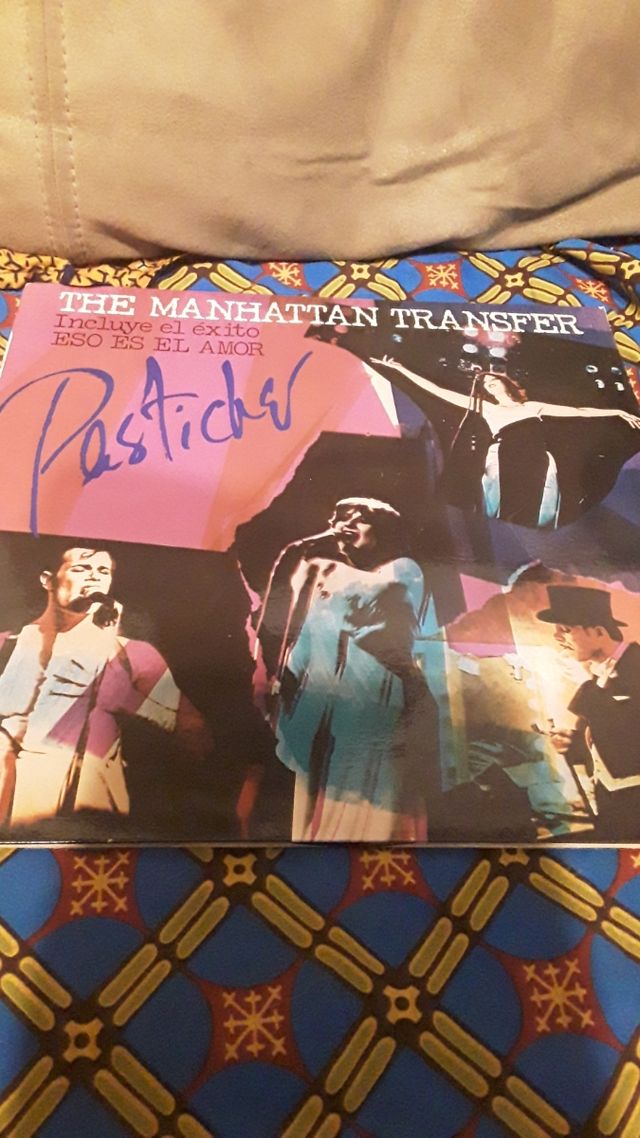 THE MANHATTAN TRANSFER
Incluye el éxito
ESO ES EL AMOR
Pastiche